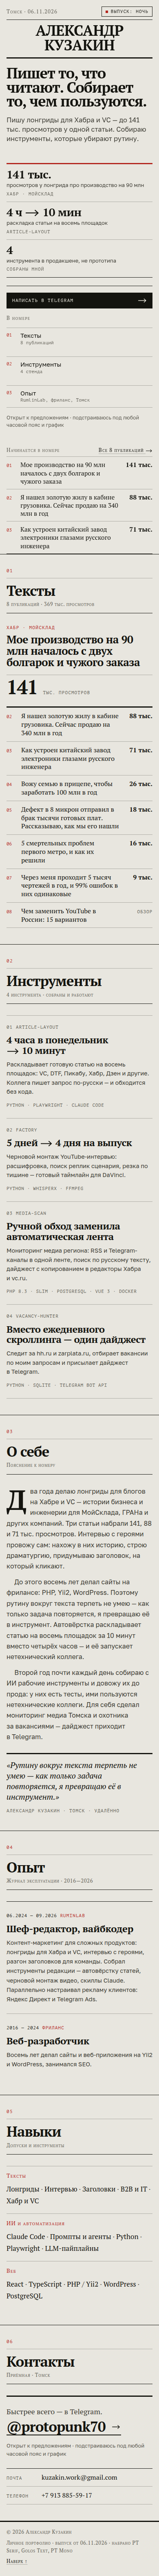 Томск · 06.11.2026
ВЫПУСК: НОЧЬ
АЛЕКСАНДР
КУЗАКИН
Пишет то, что
читают. Собирает
то, чем пользуются.
Пишу лонгриды для Хабра и VC — до 141
тыс. просмотров у одной статьи. Собираю
инструменты, которые убирают рутину.
141 тыс.
просмотров у лонгрида про производство на 90 млн
ХАБР · МОЙСКЛАД
4 ч → 10 мин
раскладка статьи на восемь площадок
ARTICLE-LAYOUT
4
инструмента в продакшене, не прототипа
СОБРАНЫ МНОЙ
НАПИСАТЬ В TELEGRAM →
В номере
01 Тексты
8 публикаций
02 Инструменты
4 стенда
03 Опыт
Suminlab, фриланс, Томск
Открыт к предложениям · подстраиваюсь под любой
часовой пояс и график
Начинается в номере
Все 8 публикаций →
01 Мое производство на 90
млн началось с двух болгарок и
чужого заказа
141 тыс.
02 Я нашел золотую жилу в кабине
грузовика. Сейчас продаю на 340
млн в год
88 тыс.
03 Как устроен китайский завод
электроники глазами русского
инженера
71 тыс.
01
Тексты
8 публикаций · 369 тыс. просмотров
ХАБР · МОЙСКЛАД
Мое производство на 90
млн началось с двух
болгарок и чужого заказа
141 ТЫС. ПРОСМОТРОВ
02 Я нашел золотую жилу в кабине
грузовика. Сейчас продаю на
340 млн в год
88 тыс.
03 Как устроен китайский завод
электроники глазами русского
инженера
71 тыс.
04 Вожу семью в прицепе, чтобы
заработать 100 млн в год
26 тыс.
05 Дефект в 8 микрон отправил в
брак тысячи готовых плат.
Рассказываю, как мы его нашли
18 тыс.
06 5 смертельных проблем
первого метро, и как их
решили
16 тыс.
07 Через меня проходит 5 тысяч
чертежей в год, и 99% ошибок в
них одинаковые
9 тыс.
08 Чем заменить YouTube в
России: 15 вариантов
ОБЗОР
02
Инструменты
4 инструмента · собраны и работают
01 ARTICLE-LAYOUT
4 часа в понедельник
→ 10 минут
Раскладывает готовую статью на восемь
площадок: VC, DTF, Пикабу, Хабр, Дзен и другие.
Коллега пишет запрос по-русски — и обходится
без кода.
PYTHON · PLAYWRIGHT · CLAUDE CODE
02 FACTORY
5 дней → 4 дня на выпуск
Черновой монтаж YouTube-интервью:
расшифровка, поиск реплик сценария, резка по
тишине — готовый таймлайн для DaVinci.
PYTHON · WHISPERX · FFMPEG
03 MEDIA-SCAN
Ручной обход заменила
автоматическая лента
Мониторинг медиа региона: RSS и Telegram-
каналы в одной ленте, поиск по русскому тексту,
дайджест с копированием в редакторы Хабра
и vc.ru.
PHP 8.3 · SLIM · POSTGRESQL · VUE 3 · DOCKER
04 VACANCY-HUNTER
Вместо ежедневного
скроллинга — один дайджест
Следит за hh.ru и zarplata.ru, отбирает вакансии
по моим запросам и присылает дайджест
в Telegram.
PYTHON · SQLITE · TELEGRAM BOT API
03
О себе
Пояснение к номеру
Два года делаю лонгриды для блогов
на Хабре и VC — истории бизнеса и
инженерии для МойСклада, ГРАНа и
других компаний. Три статьи набрали 141, 88
и 71 тыс. просмотров. Интервью с героями
провожу сам: нахожу в них историю, строю
драматургию, придумываю заголовок, на
который кликают.
До этого восемь лет делал сайты на
фрилансе: PHP, Yii2, WordPress. Поэтому
рутину вокруг текста терпеть не умею — как
только задача повторяется, я превращаю её
в инструмент. Автовёрстка раскладывает
статью на восемь площадок за 10 минут
вместо четырёх часов — и её запускает
нетехнический коллега.
Второй год почти каждый день собираю с
ИИ рабочие инструменты и довожу их до
прода: у них есть тесты, ими пользуются
нетехнические коллеги. Для себя сделал
мониторинг медиа Томска и охотника
за вакансиями — дайджест приходит
в Telegram.
«Рутину вокруг текста терпеть не
умею — как только задача
повторяется, я превращаю её в
инструмент.»
АЛЕКСАНДР КУЗАКИН · ТОМСК · УДАЛЁННО
04
Опыт
Журнал эксплуатации · 2016—2026
06.2024 — 09.2026 SUMINLAB
Шеф-редактор, вайбкодер
Контент-маркетинг для сложных продуктов:
лонгриды для Хабра и VC, интервью с героями,
разгон заголовков для команды. Собрал
инструменты редакции — автовёрстку статей,
черновой монтаж видео, скиллы Claude.
Параллельно настраивал рекламу клиентов:
Яндекс Директ и Telegram Ads.
2016 — 2024 ФРИЛАНС
Веб-разработчик
Восемь лет делал сайты и веб-приложения на Yii2
и WordPress, занимался SEO.
05
Навыки
Допуски и инструменты
Тексты
Лонгриды · Интервью · Заголовки · B2B и IT ·
Хабр и VC
ИИ и автоматизация
Claude Code · Промпты и агенты · Python ·
Playwright · LLM-пайплайны
Веб
React · TypeScript · PHP / Yii2 · WordPress ·
PostgreSQL
06
Контакты
Приемная · Томск
Быстрее всего — в Telegram.
@protopunk70 →
Открыт к предложениям · подстраиваюсь под любой
часовой пояс и график
ПОЧТА kuzakin.work@gmail.com
ТЕЛЕФОН +7 913 885-59-17
© 2026 Александр Кузакин
Личное портфолио · выпуск от 06.11.2026 · набрано PT
Serif, Golos Text, PT Mono
Наверх ↑